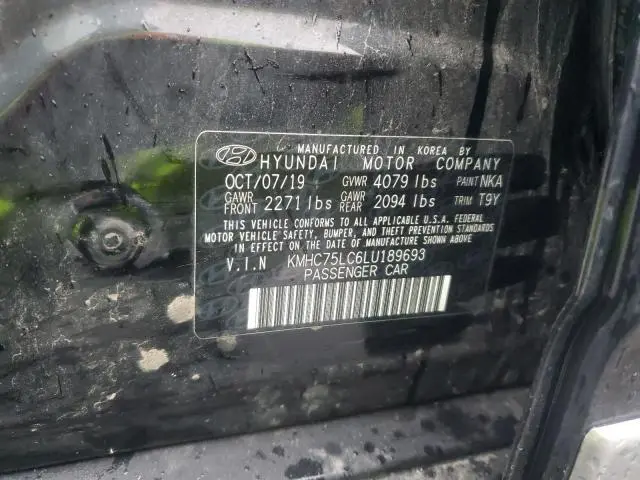 MANUFACTURED IN KOREA BY
HYUNDAI MOTOR COMPANY
OCT/07/19 GVWR 4079 lbs PAINT NKA
GAWR FRONT 2271 lbs GAWR REAR 2094 lbs TRIM T9Y
THIS VEHICLE CONFORMS TO ALL APPLICABLE U.S.A. FEDERAL
MOTOR VEHICLE SAFETY, BUMPER, AND THEFT PREVENTION STANDARDS
IN EFFECT ON THE DATE OF MANUFACTURE SHOWN ABOVE.
V.I.N KMHC75LC6LU189693
PASSENGER CAR